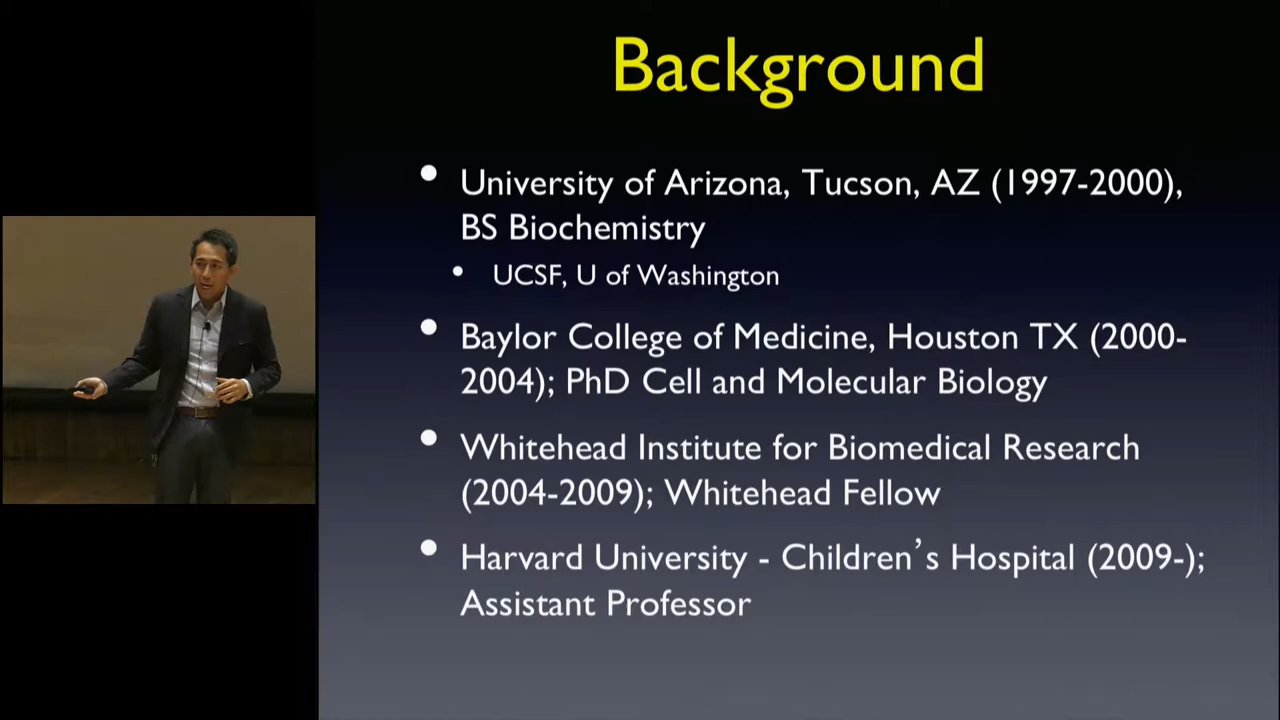 Background
• University of Arizona, Tucson, AZ (1997-2000),
BS Biochemistry
• UCSF, U of Washington
• Baylor College of Medicine, Houston TX (2000-
2004); PhD Cell and Molecular Biology
• Whitehead Institute for Biomedical Research
(2004-2009); Whitehead Fellow
• Harvard University - Children’s Hospital (2009-);
Assistant Professor